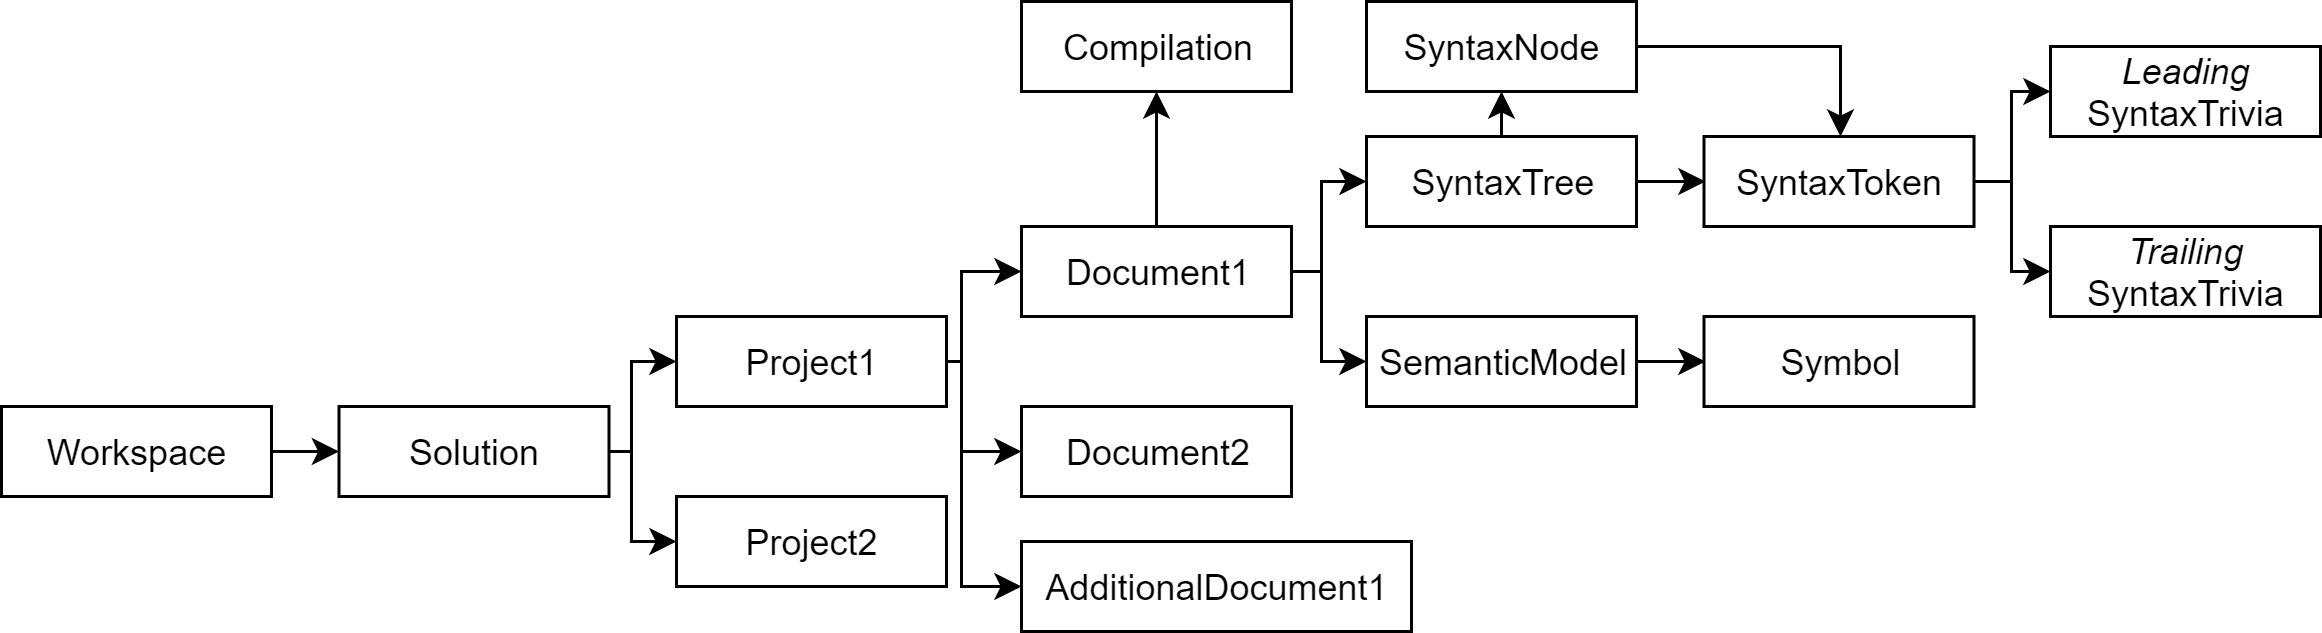 Compilation
SyntaxNode
Leading
SyntaxTrivia
SyntaxTree
SyntaxToken
Document1
Trailing
SyntaxTrivia
Project1
SemanticModel
Symbol
Workspace
Solution
Document2
Project2
AdditionalDocument1